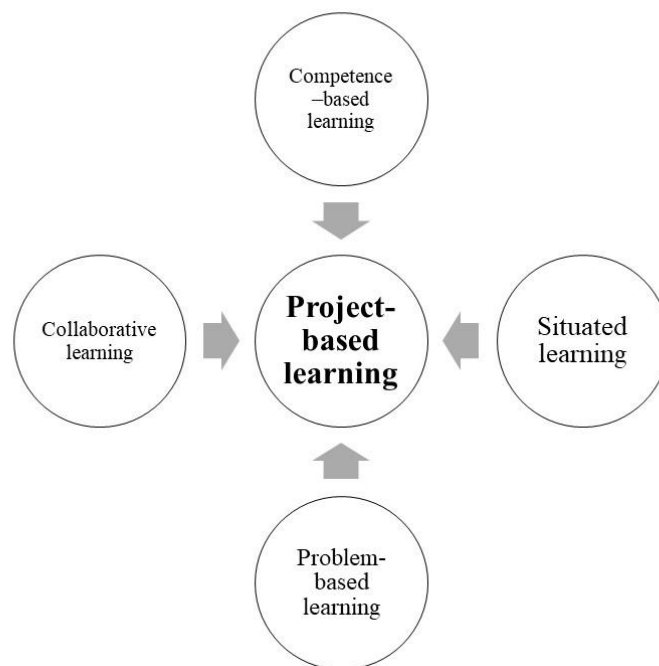 Competence
–based
learning
Collaborative
learning
Project-
based
learning
Situated
learning
Problem-
based
learning